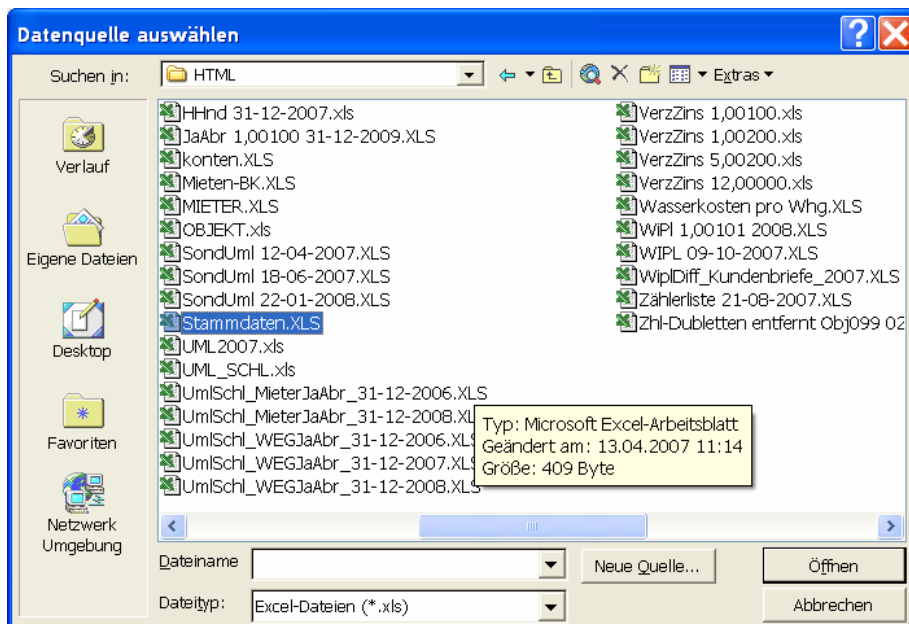 Datenquelle auswählen
Suchen in:
HTML
Extras
Verlauf
Eigene Dateien
Desktop
Favoriten
Netzwerk
Umgebung
HHnd 31-12-2007.xls
JaAbr 1,00100 31-12-2009.XLS
konten.XLS
Mieten-BK.XLS
MIETER.XLS
OBJEKT.xls
SondUml 12-04-2007.XLS
SondUml 18-06-2007.XLS
SondUml 22-01-2008.XLS
Stammdaten.XLS
UML2007.xls
UML_SCHL.xls
UmlSchl_MieterJaAbr_31-12-2006.XLS
UmlSchl_MieterJaAbr_31-12-2008.XLS
UmlSchl_WEGJaAbr_31-12-2006.XLS
UmlSchl_WEGJaAbr_31-12-2007.XLS
UmlSchl_WEGJaAbr_31-12-2008.XLS
VerzZins 1,00100.xls
VerzZins 1,00200.xls
VerzZins 5,00200.xls
VerzZins 12,00000.xls
Wasserkosten pro Whg.XLS
WiPl 1,00101 2008.XLS
WIPL 09-10-2007.XLS
WiplDiff_Kundenbriefe_2007.XLS
Zählerliste 21-08-2007.XLS
Zhl-Dubletten entfernt Obj099 02
Typ: Microsoft Excel-Arbeitsblatt
Geändert am: 13.04.2007 11:14
Größe: 409 Byte
Dateiname
Neue Quelle...
Öffnen
Dateityp:
Excel-Dateien (*.xls)
Abbrechen